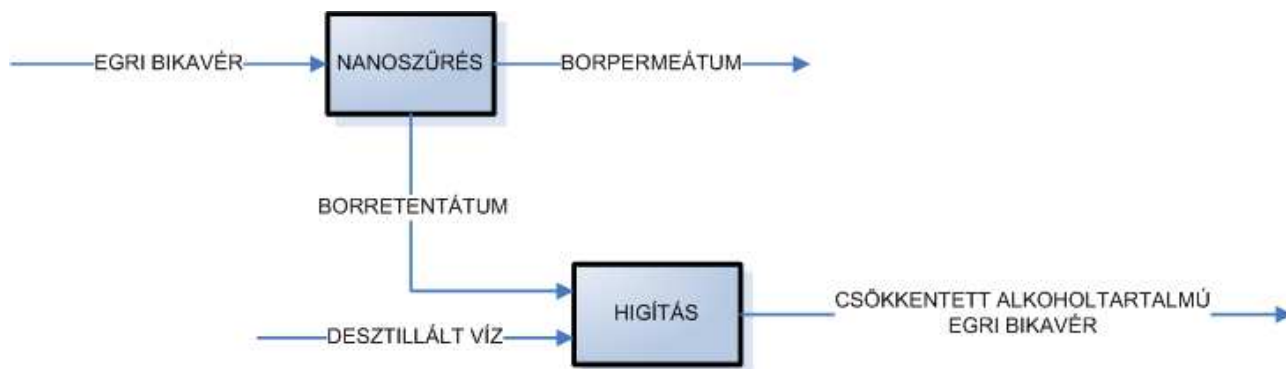 EGRI BIKAVÉR
NANOSZŰRÉS
BORPERMEÁTUM
BORRETENTÁTUM
DESZTILLÁLT VÍZ
HIGÍTÁS
CSÖKKENTETT ALKOHOLTARTALMÚ
EGRI BIKAVÉR